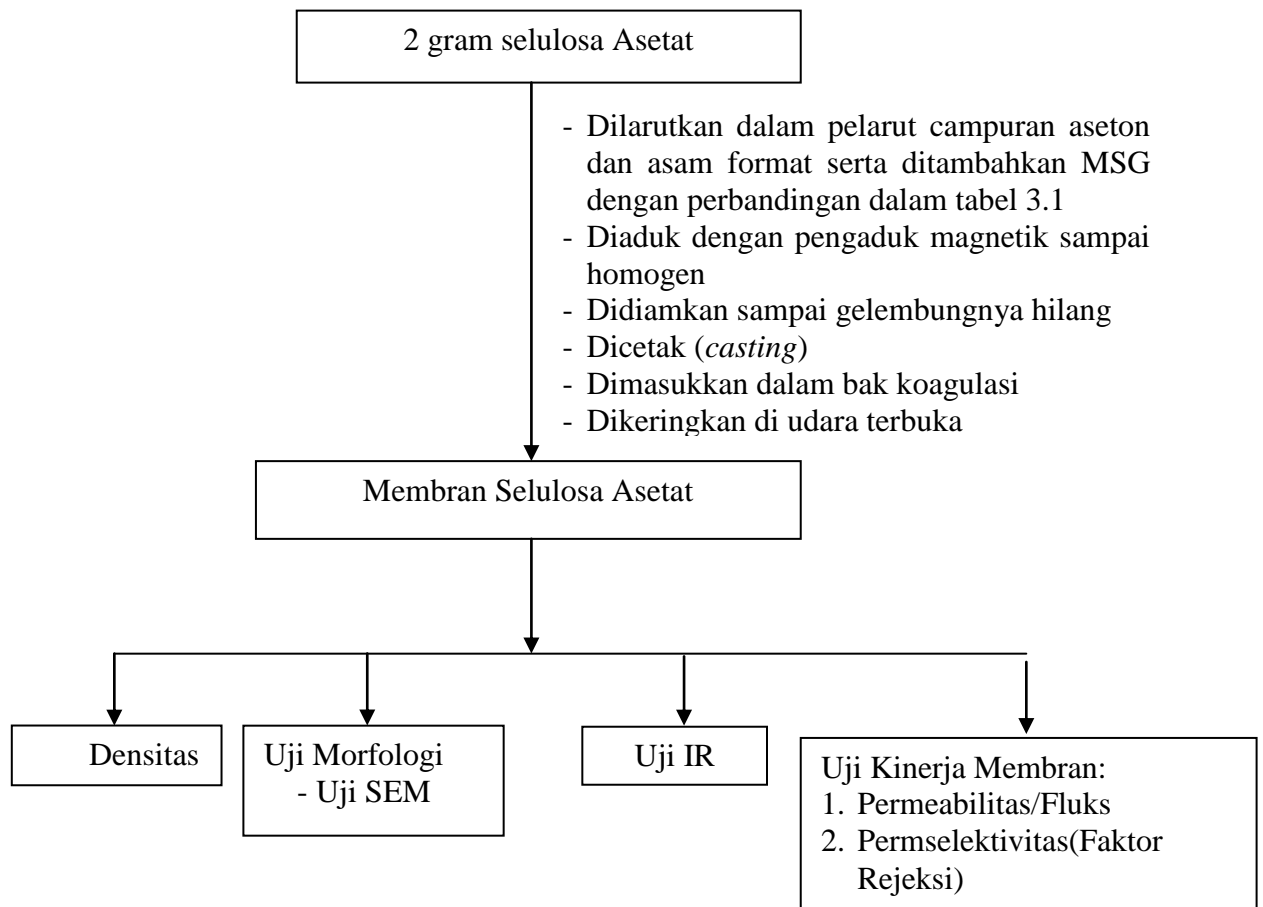 2 gram selulosa Asetat
- Dilarutkan dalam pelarut campuran aseton
dan asam format serta ditambahkan MSG
dengan perbandingan dalam tabel 3.1
- Diaduk dengan pengaduk magnetik sampai
homogen
- Didiamkan sampai gelembungnya hilang
- Dicetak (casting)
- Dimasukkan dalam bak koagulasi
- Dikeringkan di udara terbuka
Membran Selulosa Asetat
Densitas
Uji Morfologi
- Uji SEM
Uji IR
Uji Kinerja Membran:
1. Permeabilitas/Fluks
2. Permselektivitas(Faktor
Rejeksi)